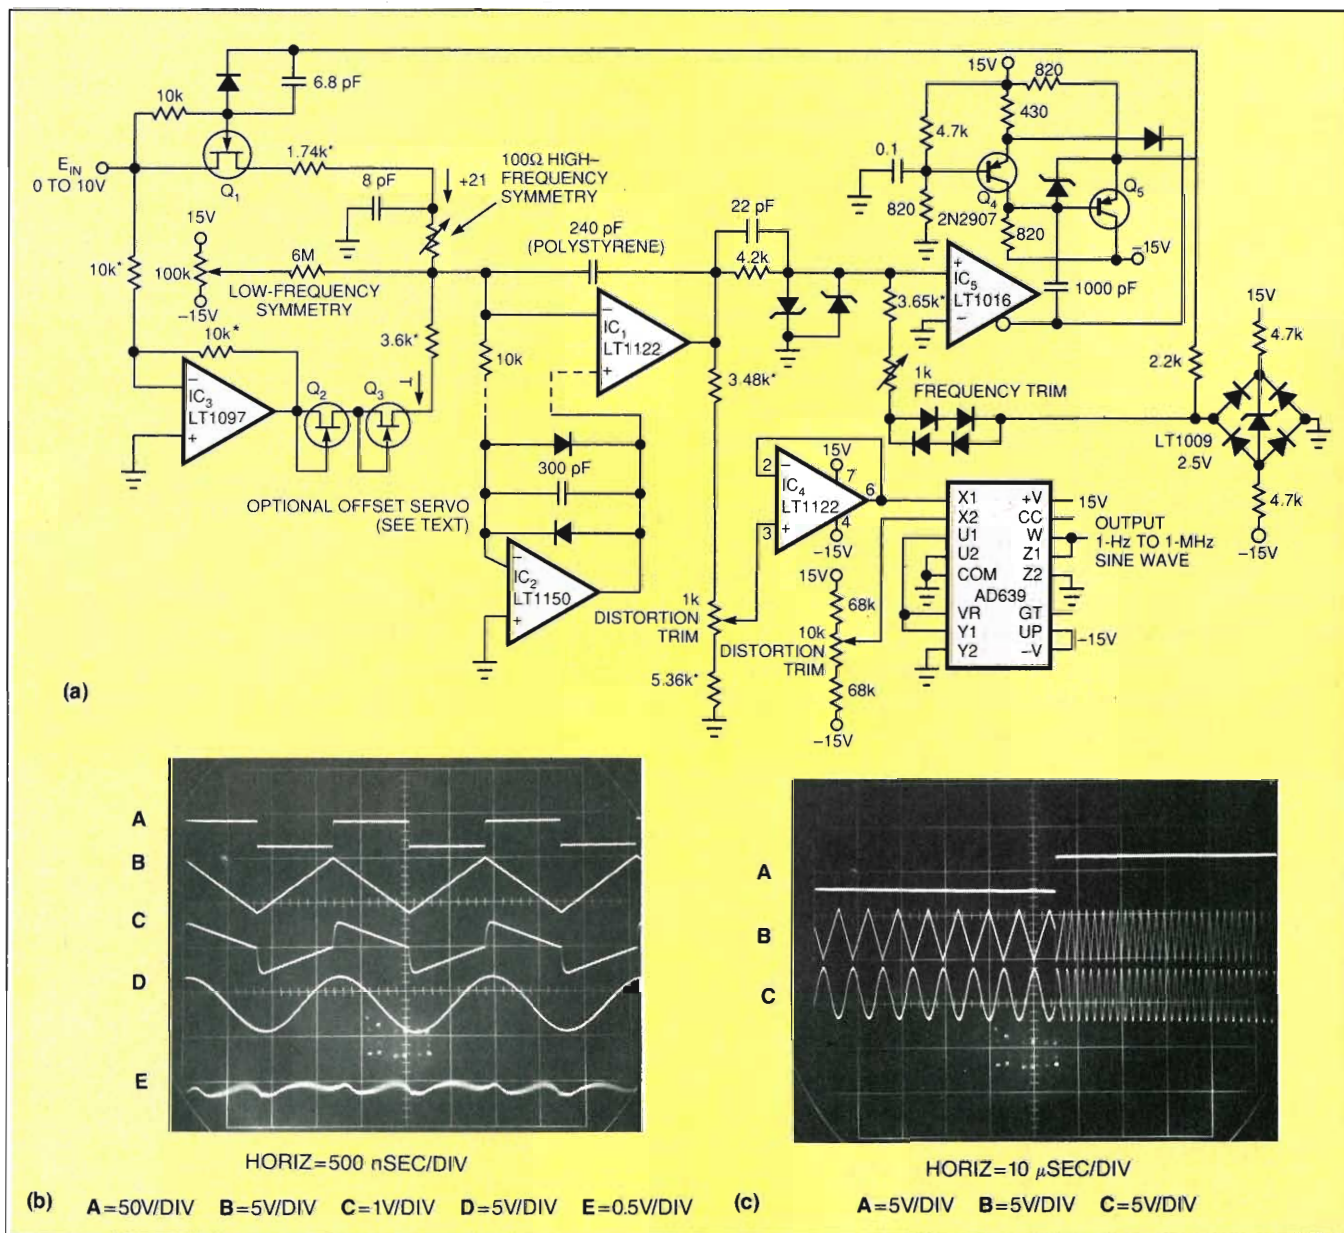 10k
6.8 pF
E IN
0 TO 10V
Q1
1.74k*
8 pF
+21
100Ω HIGH–
FREQUENCY
SYMMETRY
15V
100k
–15V
6M
LOW-FREQUENCY
SYMMETRY
10k*
10k*
–
IC3
LT1097
+
Q2
Q3
3.6k*
240 pF
(POLYSTYRENE)
–
IC1
LT1122
+
10k
300 pF
OPTIONAL OFFSET SERVO
(SEE TEXT)
–
IC2
LT1150
+
22 pF
4.2k
3.48k*
1k
DISTORTION
TRIM
5.36k*
15V
820
430
4.7k
0.1
820
Q4
2N2907
820
Q5
–15V
1000 pF
+
IC5
LT1016
–
3.65k*
1k
FREQUENCY TRIM
2.2k
15V
4.7k
LT1009
2.5V
4.7k
–15V
2 –
IC4
LT1122
3 +
15V
7
6
4
–15V
15V
68k
10k
DISTORTION
TRIM
68k
–15V
X1 +V
X2 CC
U1 W
U2 Z1
COM Z2
AD639
VR GT
Y1 UP
Y2 –V
15V
OUTPUT
1-Hz TO 1-MHz
SINE WAVE
–15V
(a)
A
B
C
D
E
HORIZ=500 nSEC/DIV
(b) A=50V/DIV B=5V/DIV C=1V/DIV D=5V/DIV E=0.5V/DIV
A
B
C
HORIZ=10 µSEC/DIV
(c) A=5V/DIV B=5V/DIV C=5V/DIV